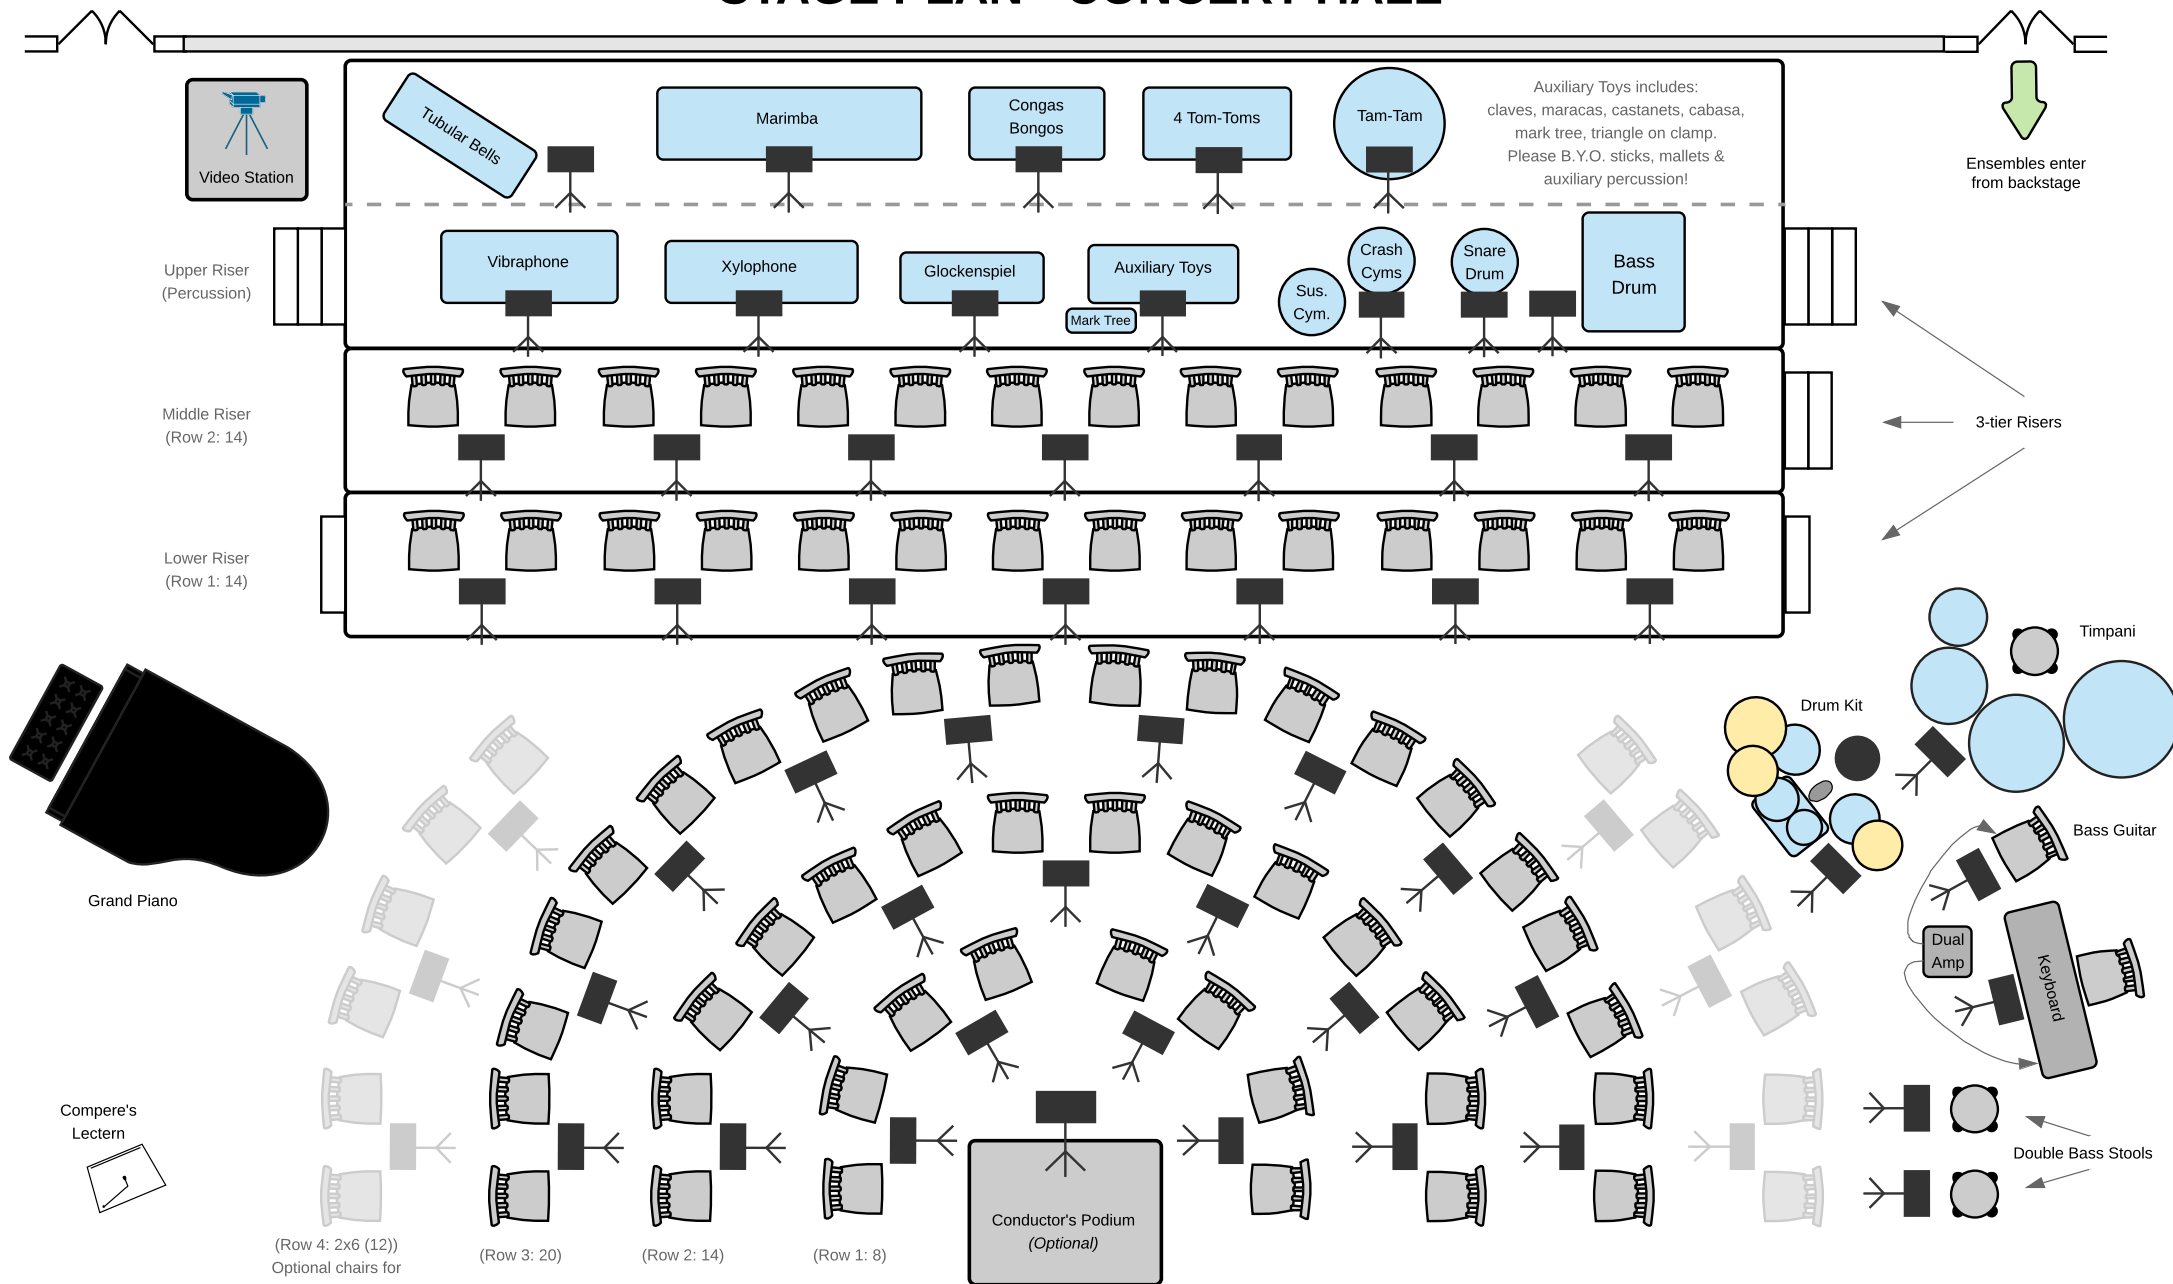 STAGE PLAN - CONCERT HALL
Video Station
Tubular Bells
Marimba
Congas
Bongos
4 Tom-Toms
Tam-Tam
Auxiliary Toys includes:
claves, maracas, castanets, cabasa,
mark tree, triangle on clamp.
Please B.Y.O. sticks, mallets &
auxiliary percussion!
Ensembles enter
from backstage
Upper Riser
(Percussion)
Vibraphone
Xylophone
Glockenspiel
Auxiliary Toys
Mark Tree
Sus.
Cym.
Crash
Cyms
Snare
Drum
Bass
Drum
Middle Riser
(Row 2: 14)
3-tier Risers
Lower Riser
(Row 1: 14)
Timpani
Drum Kit
Bass Guitar
Grand Piano
Dual
Amp
Keyboard
Compere's
Lectern
Double Bass Stools
Conductor's Podium
(Optional)
(Row 4: 2x6 (12))
Optional chairs for
(Row 3: 20)
(Row 2: 14)
(Row 1: 8)